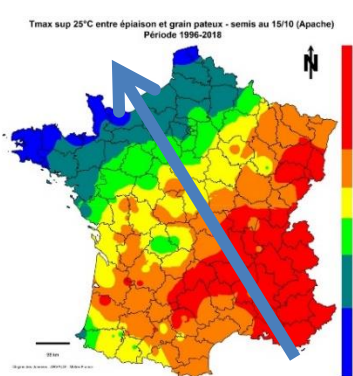 Tmax sup 25°C entre épiaison et grain pateux - semis au 15/10 (Apache)
Période 1996-2018
N